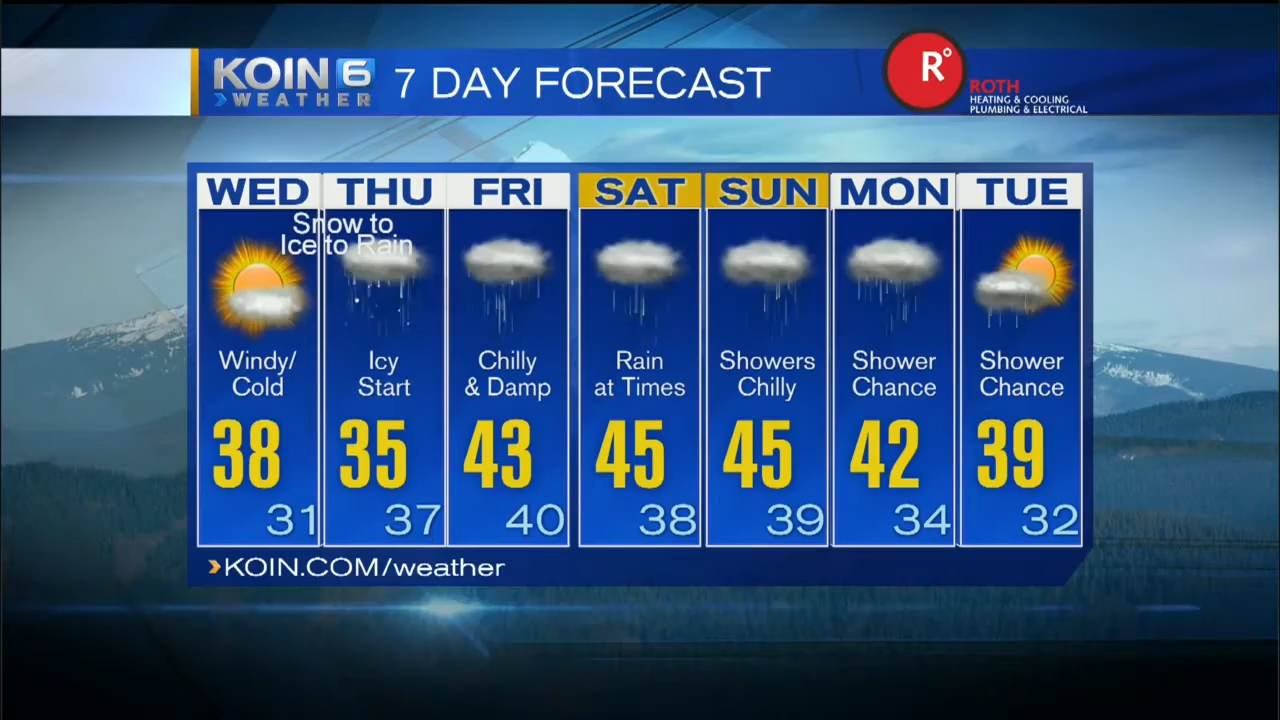 KOIN 6
WEATHER
7 DAY FORECAST
R°
ROTH
HEATING & COOLING
PLUMBING & ELECTRICAL
WED THU FRI SAT SUN MON TUE
Snow to
Ice to Rain
Windy/ Icy Chilly Rain Showers Shower Shower
Cold Start & Damp at Times Chilly Chance Chance
38 35 43 45 45 42 39
31 37 40 38 39 34 32
KOIN.COM/weather